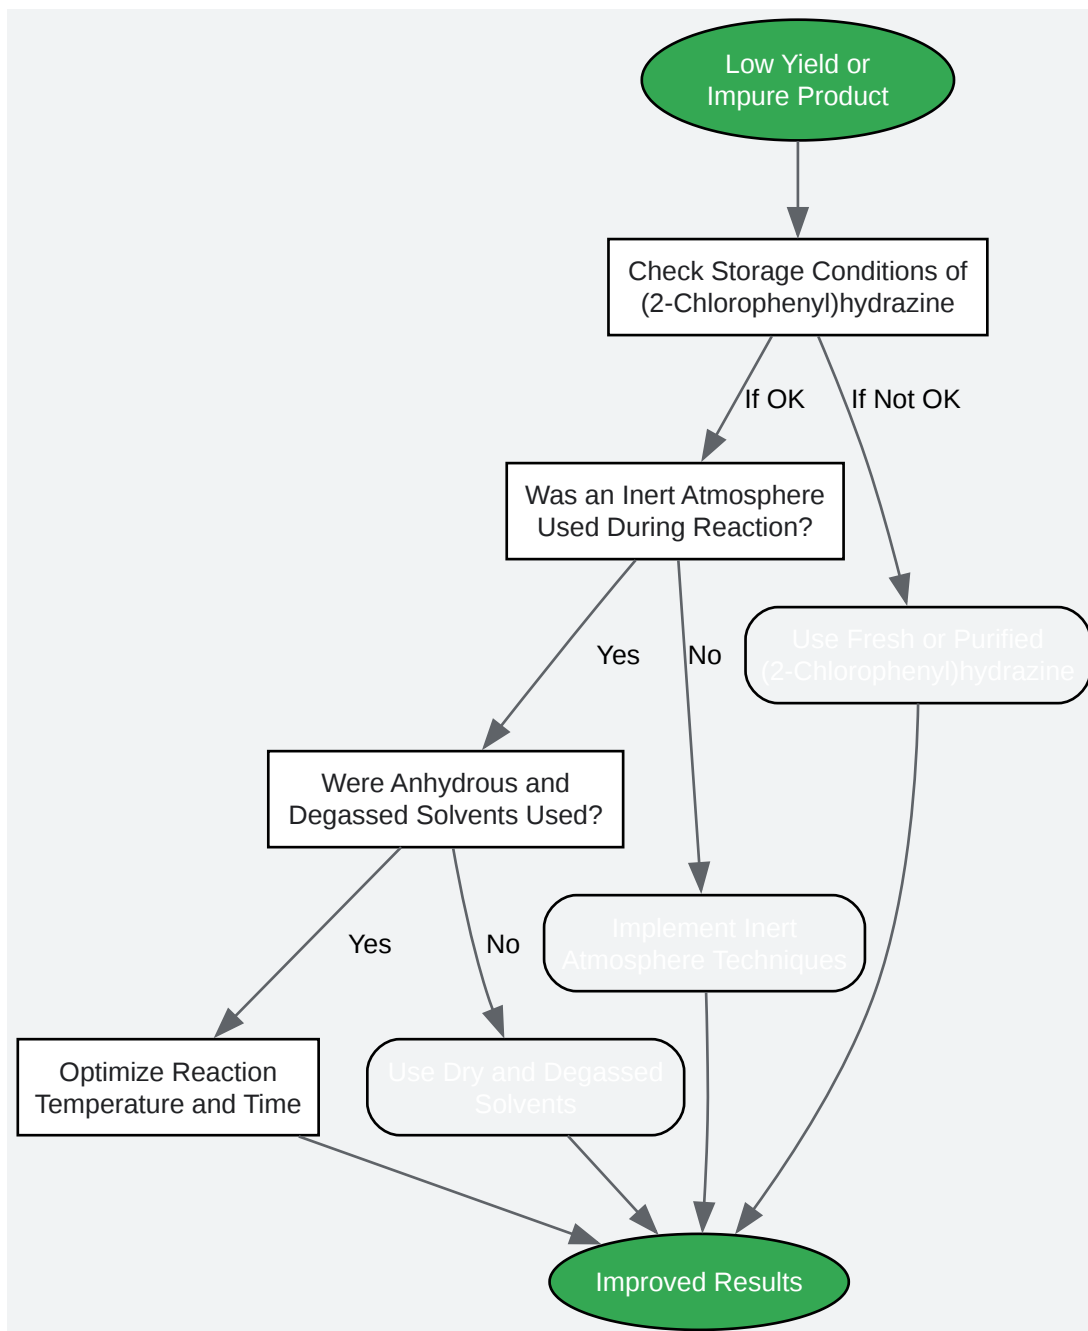 Low Yield or
Impure Product
Check Storage Conditions of
(2-Chlorophenyl)hydrazine
If OK
If Not OK
Was an Inert Atmosphere
Used During Reaction?
Use Fresh or Purified
(2-Chlorophenyl)hydrazine
Yes
No
Were Anhydrous and
Degassed Solvents Used?
Implement Inert
Atmosphere Techniques
Yes
No
Optimize Reaction
Temperature and Time
Use Dry and Degassed
Solvents
Improved Results